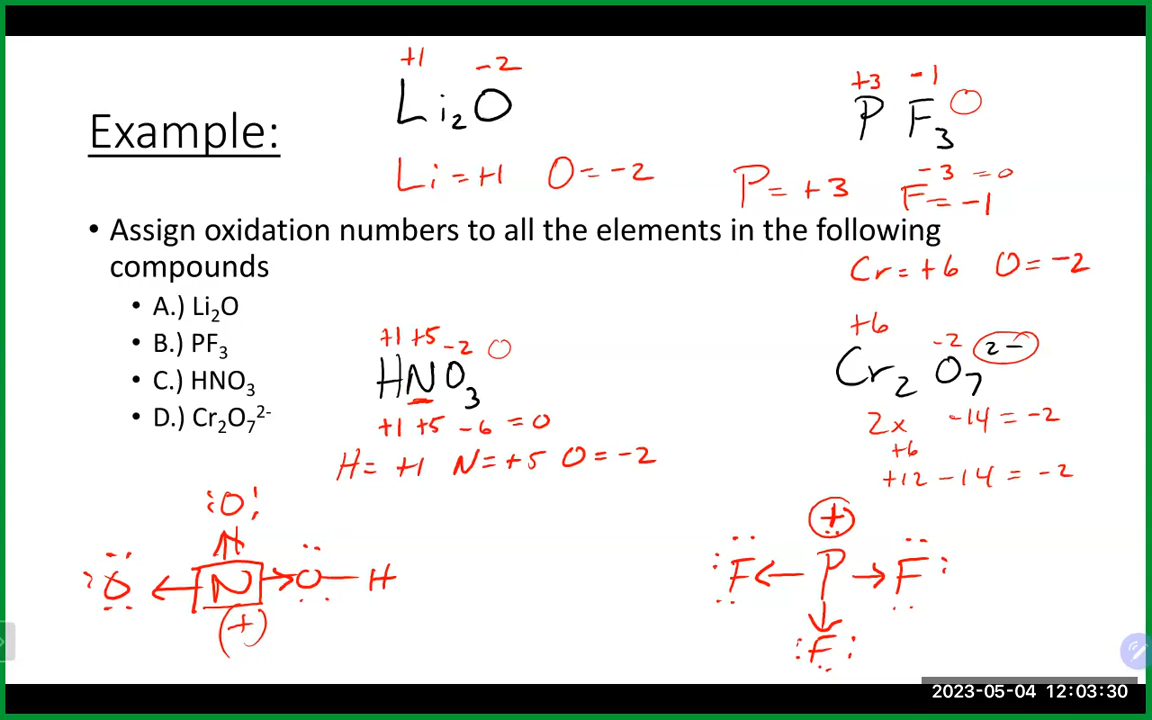 +1 -2
Li₂O
Li = +1 O = -2
+3 -1
PF₃ 0
-3 = 0
P = +3 F = -1
Example:
• Assign oxidation numbers to all the elements in the following
compounds
• A.) Li₂O
• B.) PF₃
• C.) HNO₃
• D.) Cr₂O₇²⁻
Cr = +6 O = -2
+1 +5 -2 0
HNO₃
+1 +5 -6 = 0
H = +1 N = +5 O = -2
+6 -2
Cr₂O₇ 2-
2x -14 = -2
+6
+12 -14 = -2
O
O N O H
(+)
+
F P F
F
2023-05-04 12:03:30